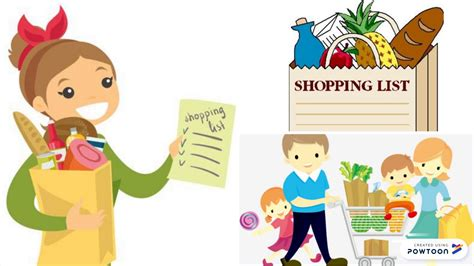 shopping
list
SHOPPING LIST
CREATED USING
POWTOON